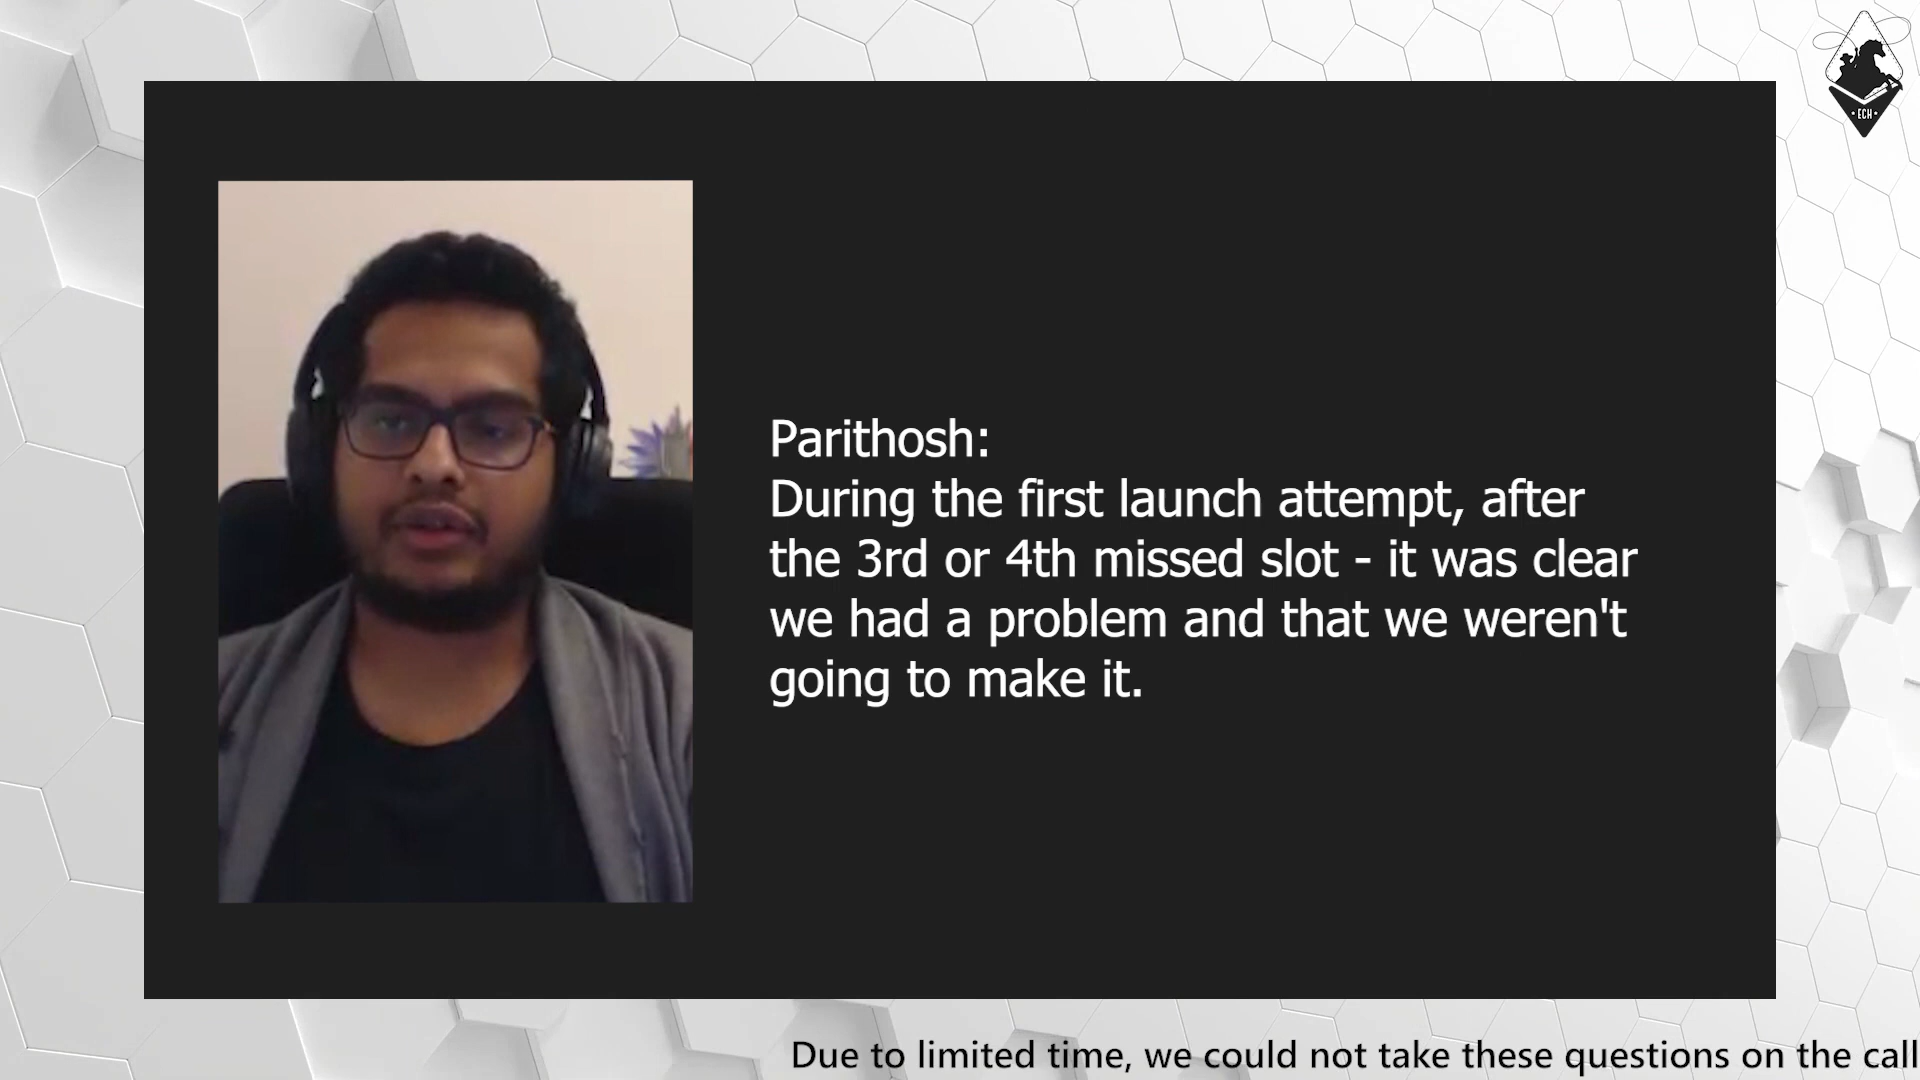 ECH
Parithosh:
During the first launch attempt, after
the 3rd or 4th missed slot - it was clear
we had a problem and that we weren't
going to make it.
Due to limited time, we could not take these questions on the call